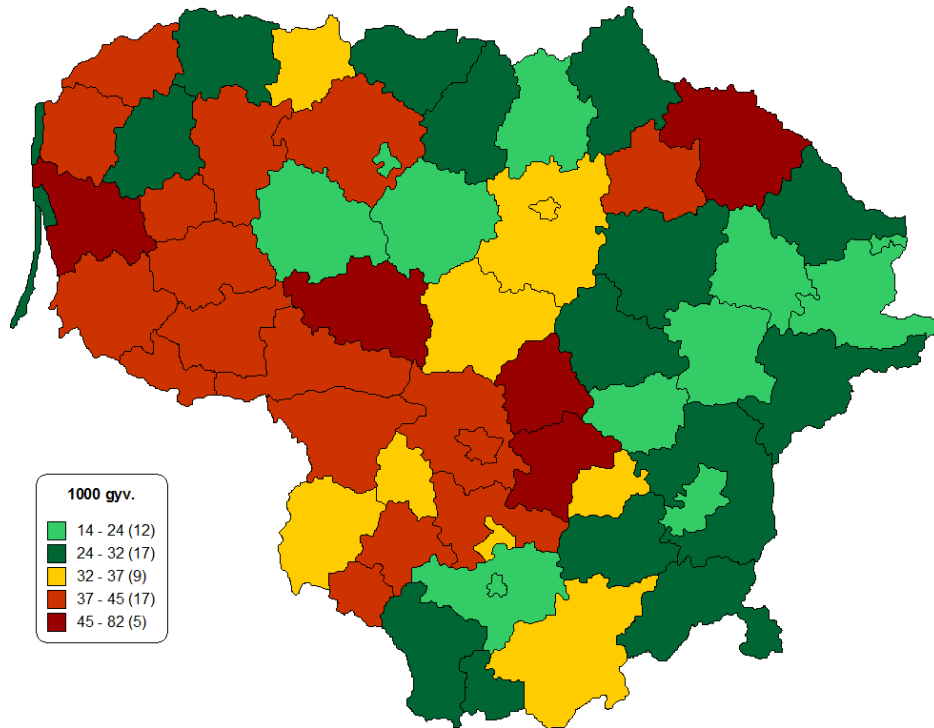 1000 gyv.
14 - 24 (12)
24 - 32 (17)
32 - 37 (9)
37 - 45 (17)
45 - 82 (5)